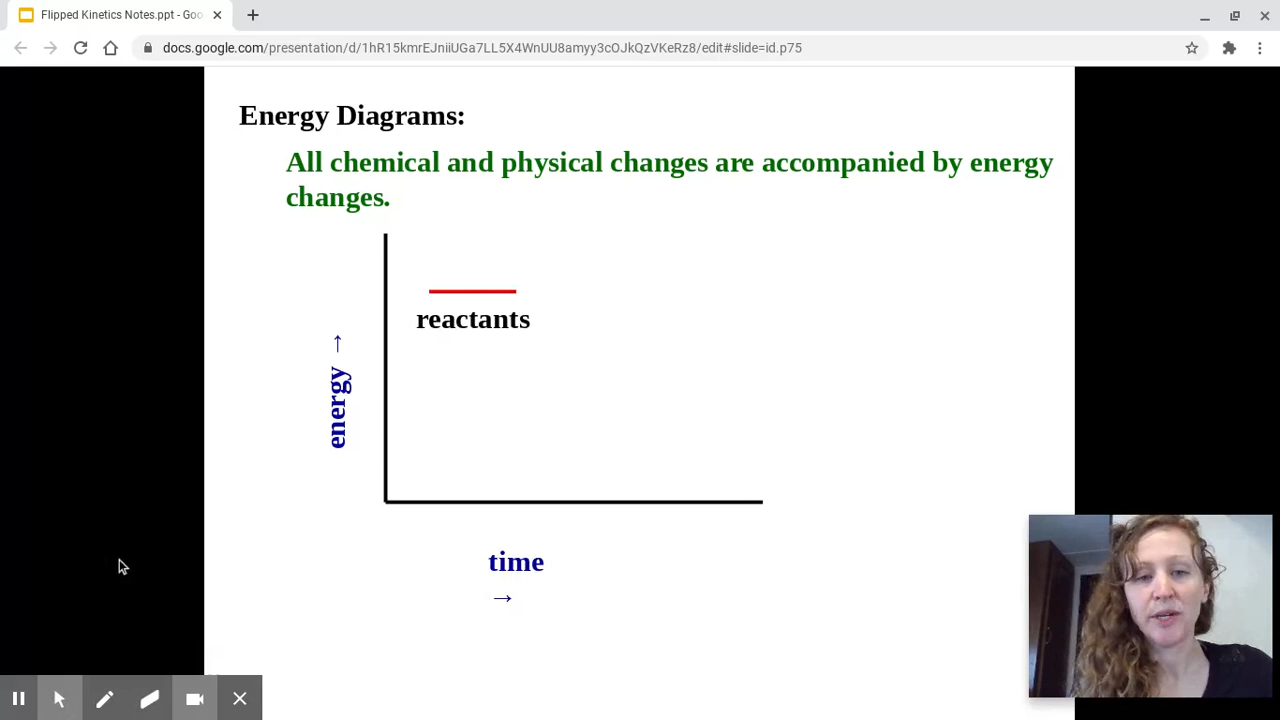 Flipped Kinetics Notes.ppt - Goo
docs.google.com/presentation/d/1hR15kmrEJniiUGa7LL5X4WnUU8amyy3cOJkQzVKeRz8/edit#slide=id.p75
Energy Diagrams:
All chemical and physical changes are accompanied by energy
changes.
reactants
energy →
time
→